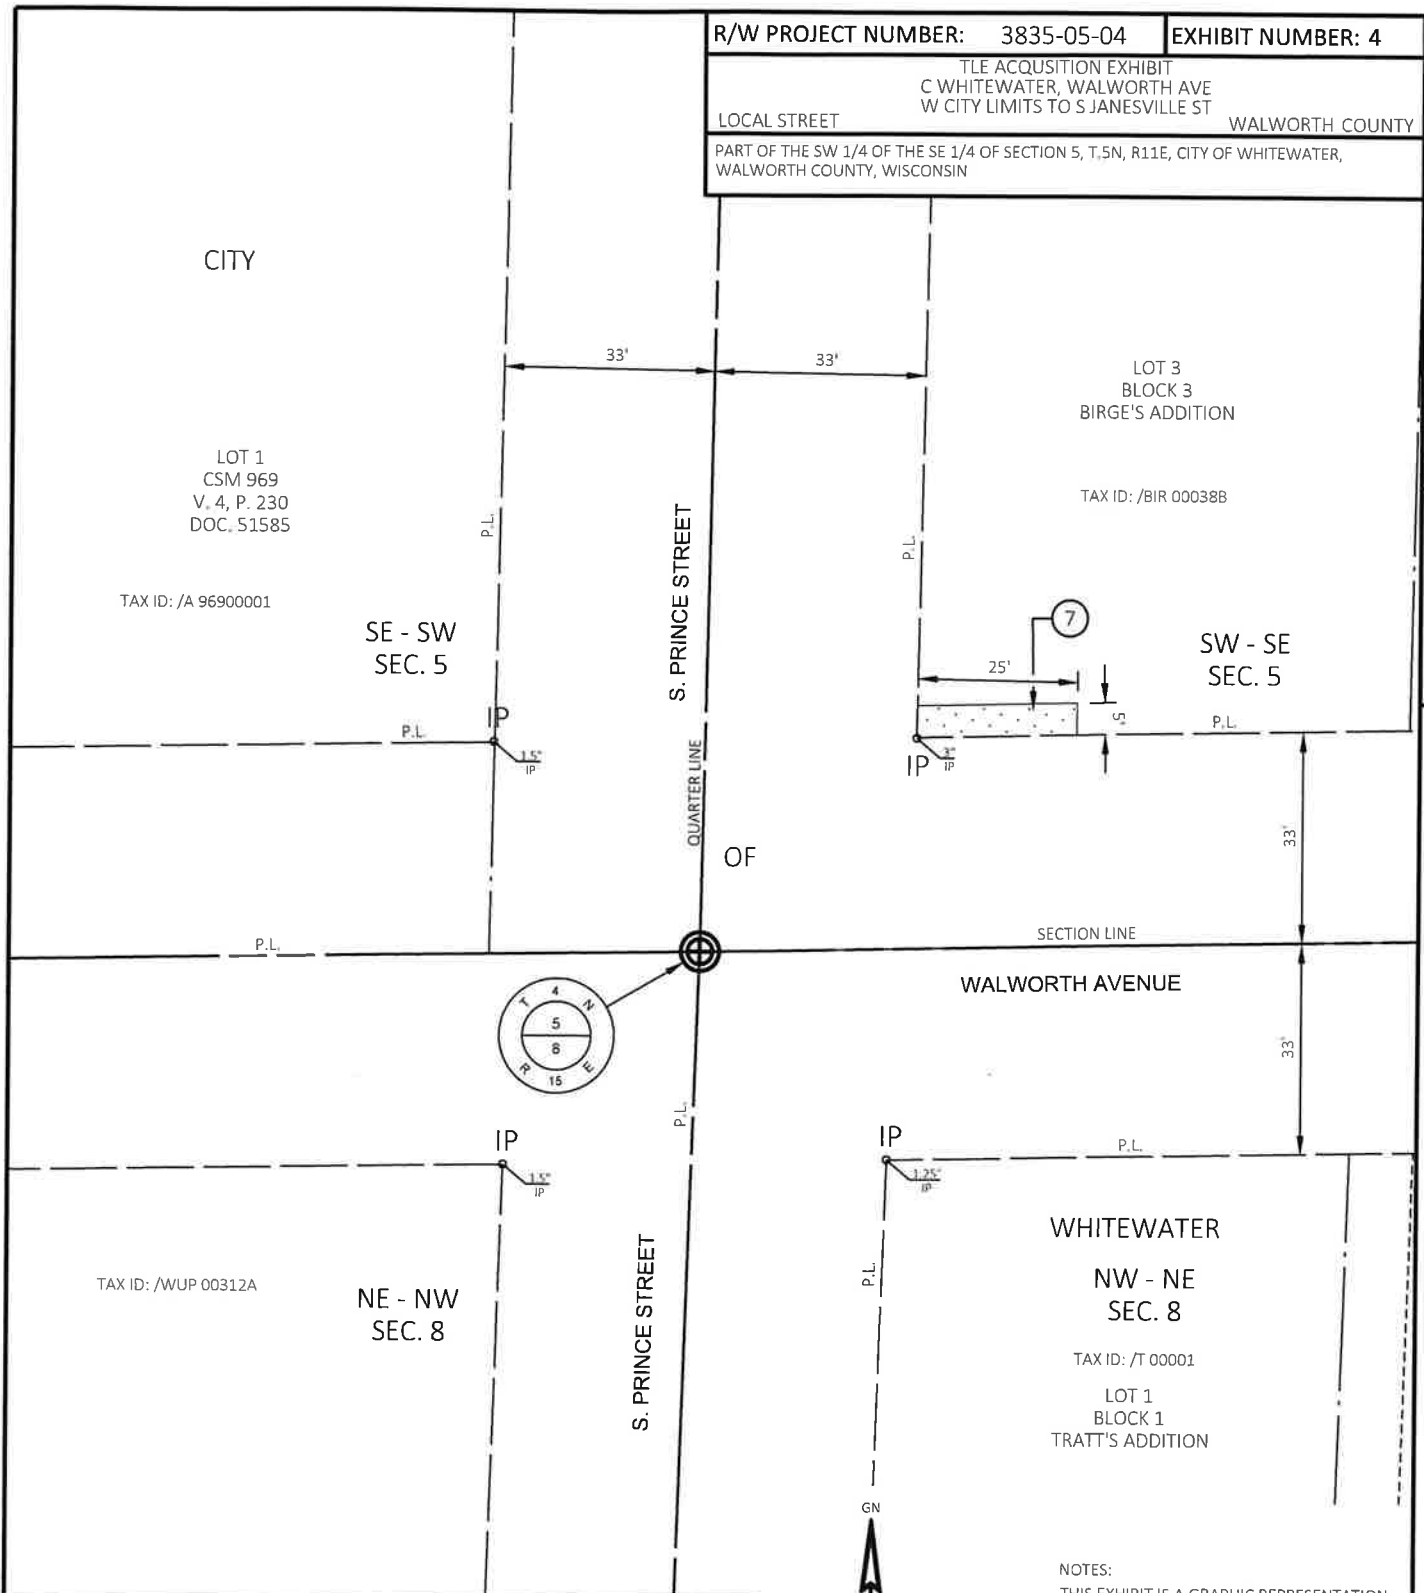 R/W PROJECT NUMBER: 3835-05-04
EXHIBIT NUMBER: 4
TLE ACQUSITION EXHIBIT
C WHITEWATER, WALWORTH AVE
W CITY LIMITS TO S JANESVILLE ST
LOCAL STREET
WALWORTH COUNTY
PART OF THE SW 1/4 OF THE SE 1/4 OF SECTION 5, T,5N, R11E, CITY OF WHITEWATER,
WALWORTH COUNTY, WISCONSIN
CITY
33'
33'
LOT 3
BLOCK 3
BIRGE'S ADDITION
LOT 1
CSM 969
V. 4, P. 230
DOC. 51585
TAX ID: /BIR 00038B
P.L.
S. PRINCE STREET
P.L.
TAX ID: /A 96900001
SE - SW
SEC. 5
7
SW - SE
SEC. 5
25'
5'
IP
P.L.
P.L.
1.5"
IP
IP
3"
IP
QUARTER LINE
33'
OF
P.L.
SECTION LINE
WALWORTH AVENUE
T 4 N
5
8
R 15 E
33'
P.L.
IP
IP
P.L.
1.5"
IP
1.25"
IP
WHITEWATER
TAX ID: /WUP 00312A
NE - NW
SEC. 8
S. PRINCE STREET
P.L.
NW - NE
SEC. 8
TAX ID: /T 00001
LOT 1
BLOCK 1
TRATT'S ADDITION
GN
NOTES:
THIS EXHIBIT IS A GRAPHIC REPRESENTATION